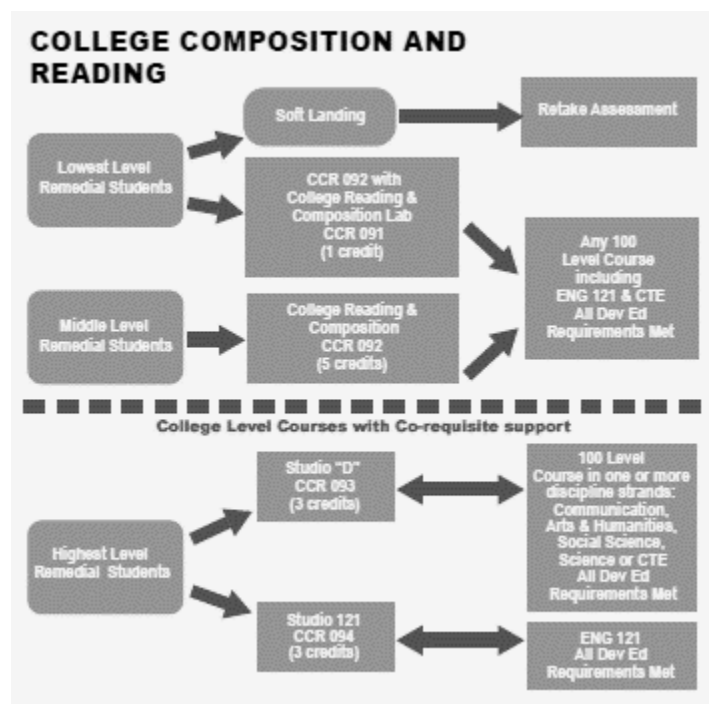 COLLEGE COMPOSITION AND
READING
Soft Landing
Retake Assessment
Lowest Level
Remedial Students
CCR 092 with
College Reading &
Composition Lab
CCR 091
(1 credit)
Any 100
Level Course
including
ENG 121 & CTE
All Dev Ed
Requirements Met
Middle Level
Remedial Students
College Reading &
Composition
CCR 092
(5 credits)
College Level Courses with Co-requisite support
Studio "D"
CCR 093
(3 credits)
100 Level
Course in one or more
discipline strands:
Communication,
Arts & Humanities,
Social Science,
Science or CTE
All Dev Ed
Requirements Met
Highest Level
Remedial Students
Studio 121
CCR 094
(3 credits)
ENG 121
All Dev Ed
Requirements Met